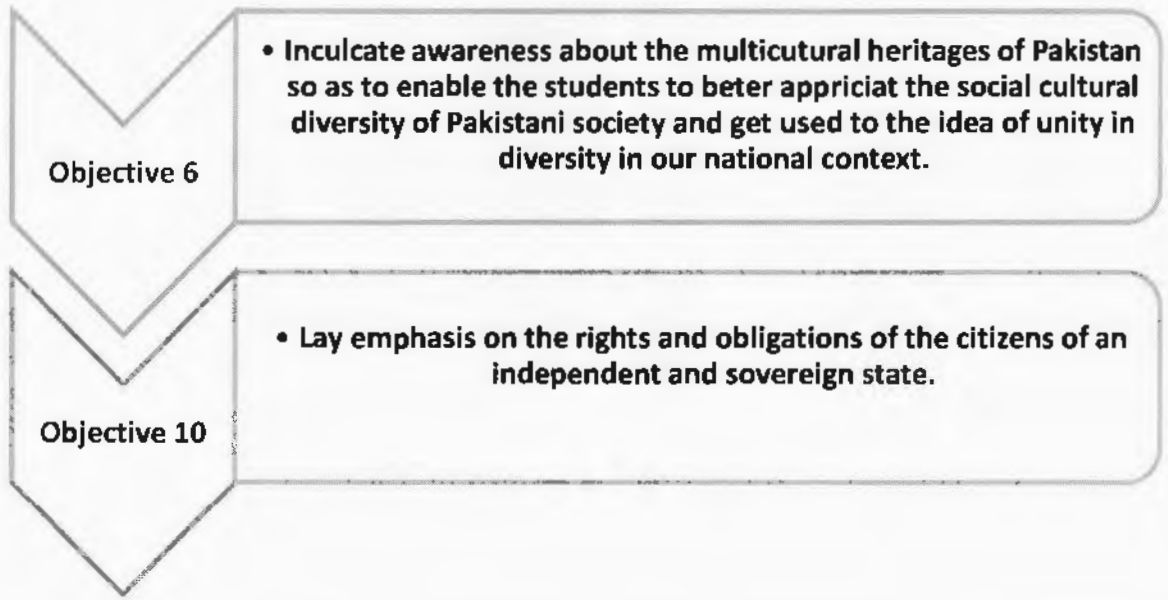 Objective 6
• Inculcate awareness about the multicutural heritages of Pakistan
so as to enable the students to beter appriciat the social cultural
diversity of Pakistani society and get used to the idea of unity in
diversity in our national context.
Objective 10
• Lay emphasis on the rights and obligations of the citizens of an
independent and sovereign state.